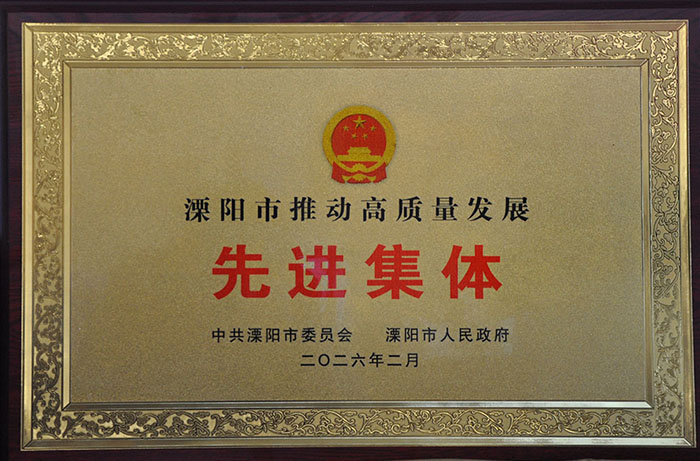 溧阳市推动高质量发展
先进集体
中共溧阳市委员会 溧阳市人民政府
二〇二六年二月